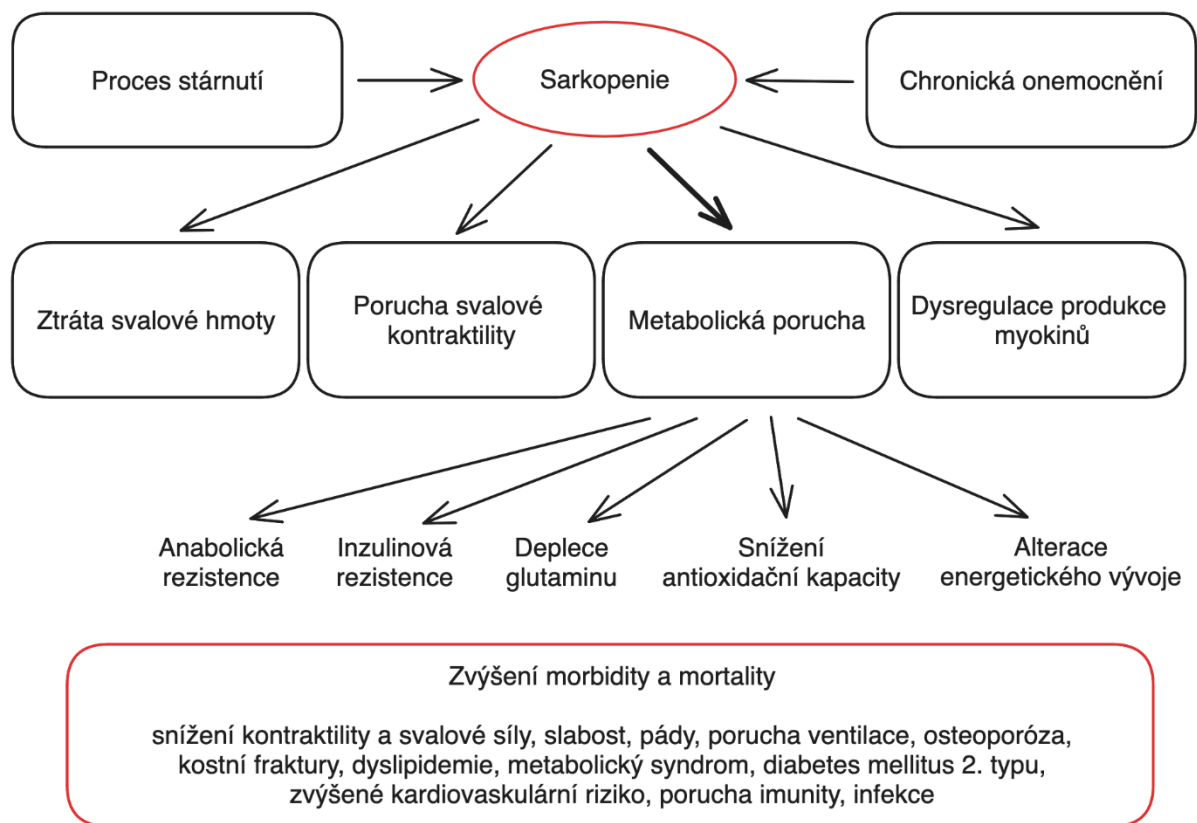 Proces stárnutí
Sarkopenie
Chronická onemocnění
Ztráta svalové hmoty
Porucha svalové
kontraktility
Metabolická porucha
Dysregulace produkce
myokinů
Anabolická
rezistence
Inzulinová
rezistence
Deplece
glutaminu
Snížení
antioxidační kapacity
Alterace
energetického vývoje
Zvýšení morbidity a mortality
snížení kontraktility a svalové síly, slabost, pády, porucha ventilace, osteoporóza,
kostní fraktury, dyslipidemie, metabolický syndrom, diabetes mellitus 2. typu,
zvýšené kardiovaskulární riziko, porucha imunity, infekce